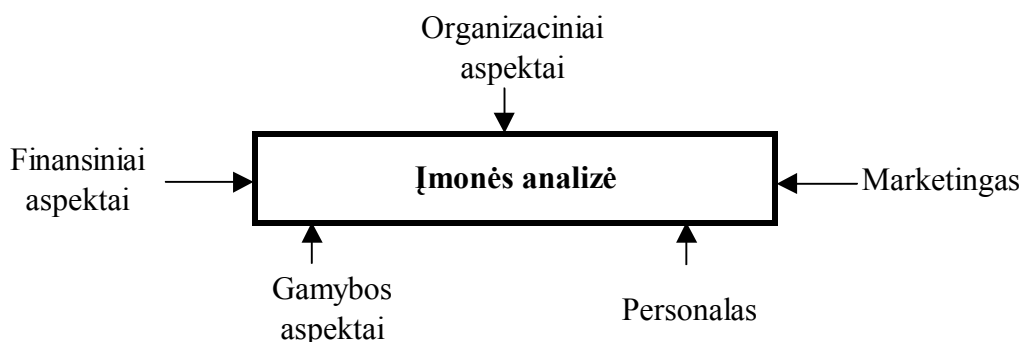 Organizaciniai
aspektai
Finansiniai
aspektai
Įmonės analizė
Marketingas
Gamybos
aspektai
Personalas